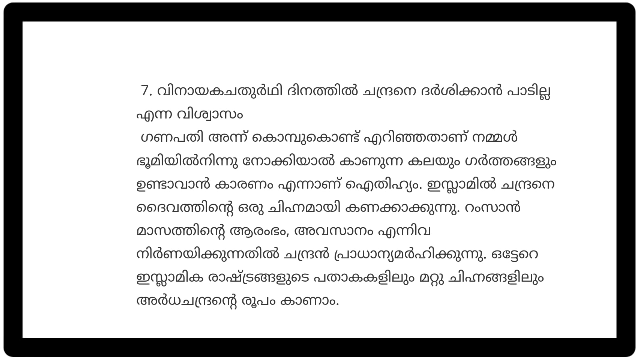 7. വിനായകചതുർഥി ദിനത്തിൽ ചന്ദ്രനെ ദർശിക്കാൻ പാടില്ല
എന്ന വിശ്വാസം
ഗണപതി അന്ന് കൊമ്പുകൊണ്ട് എറിഞ്ഞതാണ് നമ്മൾ
ഭൂമിയിൽനിന്നു നോക്കിയാൽ കാണുന്ന കലയും ഗർത്തങ്ങളും
ഉണ്ടാവാൻ കാരണം എന്നാണ് ഐതിഹ്യം. ഇസ്ലാമിൽ ചന്ദ്രനെ
ദൈവത്തിന്റെ ഒരു ചിഹ്നമായി കണക്കാക്കുന്നു. റംസാൻ
മാസത്തിന്റെ ആരംഭം, അവസാനം എന്നിവ
നിർണയിക്കുന്നതിൽ ചന്ദ്രൻ പ്രാധാന്യമർഹിക്കുന്നു. ഒട്ടേറെ
ഇസ്ലാമിക രാഷ്ട്രങ്ങളുടെ പതാകകളിലും മറ്റു ചിഹ്നങ്ങളിലും
അർധചന്ദ്രന്റെ രൂപം കാണാം.